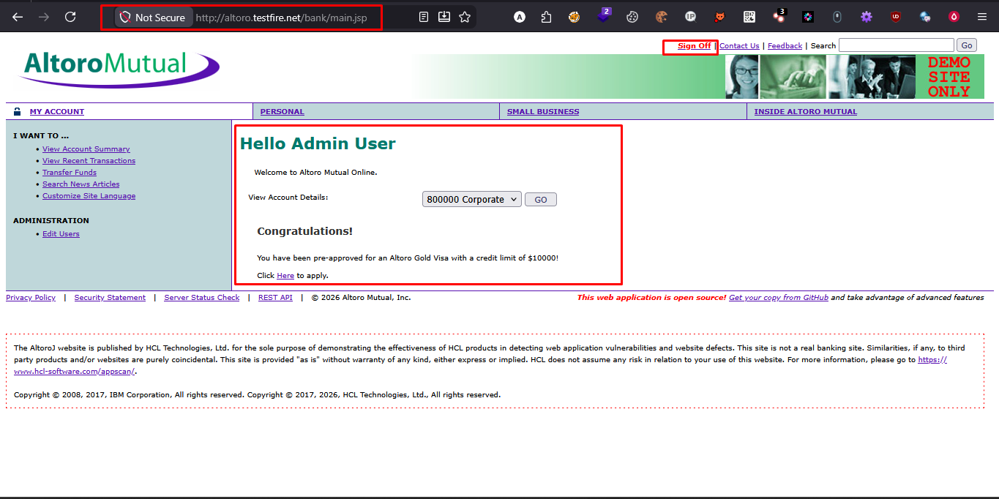 Not Secure http://altoro.testfire.net/bank/main.jsp
2
3
A
IP
UO
Sign Off | Contact Us | Feedback | Search Go
AltoroMutual
DEMO
SITE
ONLY
MY ACCOUNT PERSONAL SMALL BUSINESS INSIDE ALTORO MUTUAL
I WANT TO ...
• View Account Summary
• View Recent Transactions
• Transfer Funds
• Search News Articles
• Customize Site Language
ADMINISTRATION
• Edit Users
Hello Admin User
Welcome to Altoro Mutual Online.
View Account Details: 800000 Corporate GO
Congratulations!
You have been pre-approved for an Altoro Gold Visa with a credit limit of $10000!
Click Here to apply.
Privacy Policy | Security Statement | Server Status Check | REST API | © 2026 Altoro Mutual, Inc. This web application is open source! Get your copy from GitHub and take advantage of advanced features
The AltoroJ website is published by HCL Technologies, Ltd. for the sole purpose of demonstrating the effectiveness of HCL products in detecting web application vulnerabilities and website defects. This site is not a real banking site. Similarities, if any, to third
party products and/or websites are purely coincidental. This site is provided "as is" without warranty of any kind, either express or implied. HCL does not assume any risk in relation to your use of this website. For more information, please go to https://
www.hcl-software.com/appscan/.
Copyright © 2008, 2017, IBM Corporation, All rights reserved. Copyright © 2017, 2026, HCL Technologies, Ltd., All rights reserved.